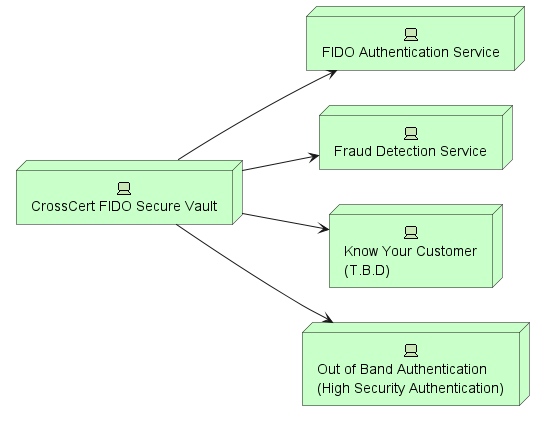 FIDO Authentication Service
Fraud Detection Service
CrossCert FIDO Secure Vault
Know Your Customer
(T.B.D)
Out of Band Authentication
(High Security Authentication)